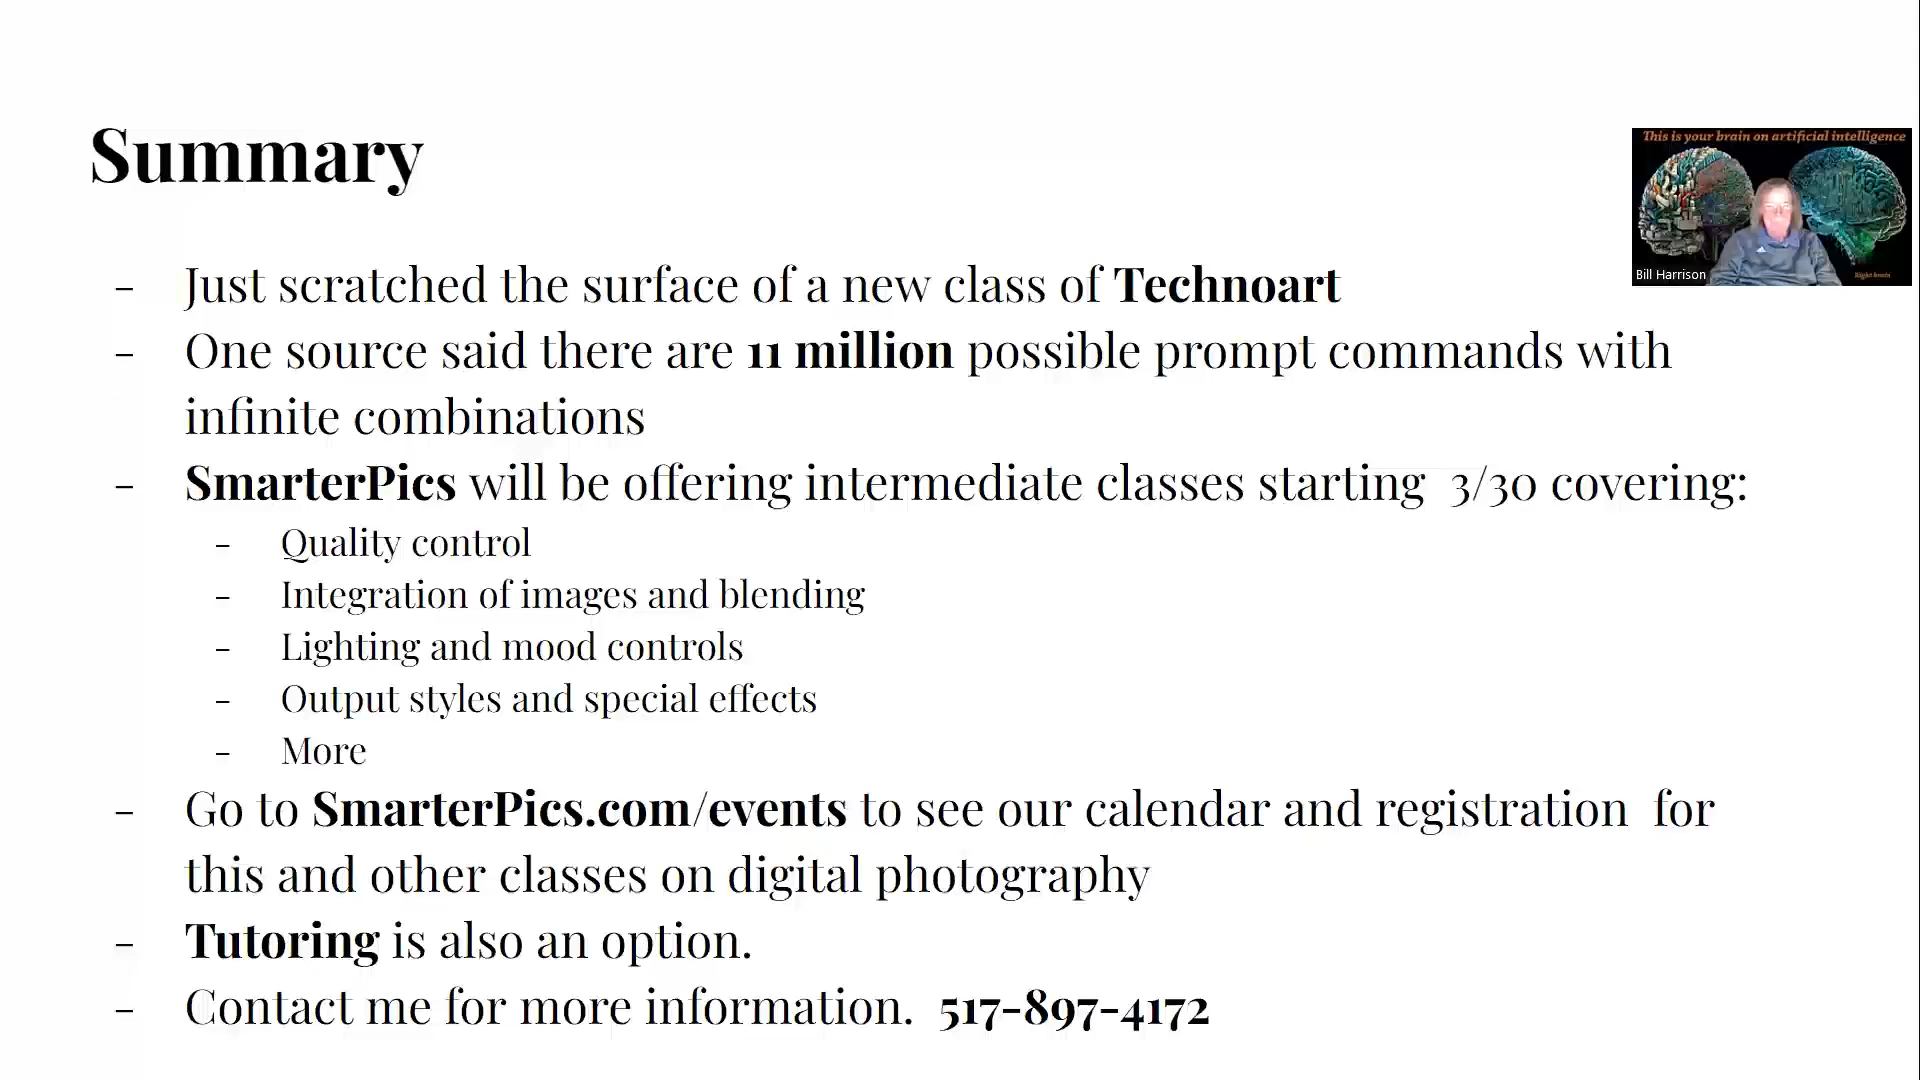 Summary
This is your brain on artificial intelligence
Right brain
Bill Harrison
- Just scratched the surface of a new class of Technoart
- One source said there are 11 million possible prompt commands with
infinite combinations
- SmarterPics will be offering intermediate classes starting 3/30 covering:
- Quality control
- Integration of images and blending
- Lighting and mood controls
- Output styles and special effects
- More
- Go to SmarterPics.com/events to see our calendar and registration for
this and other classes on digital photography
- Tutoring is also an option.
- Contact me for more information. 517-897-4172